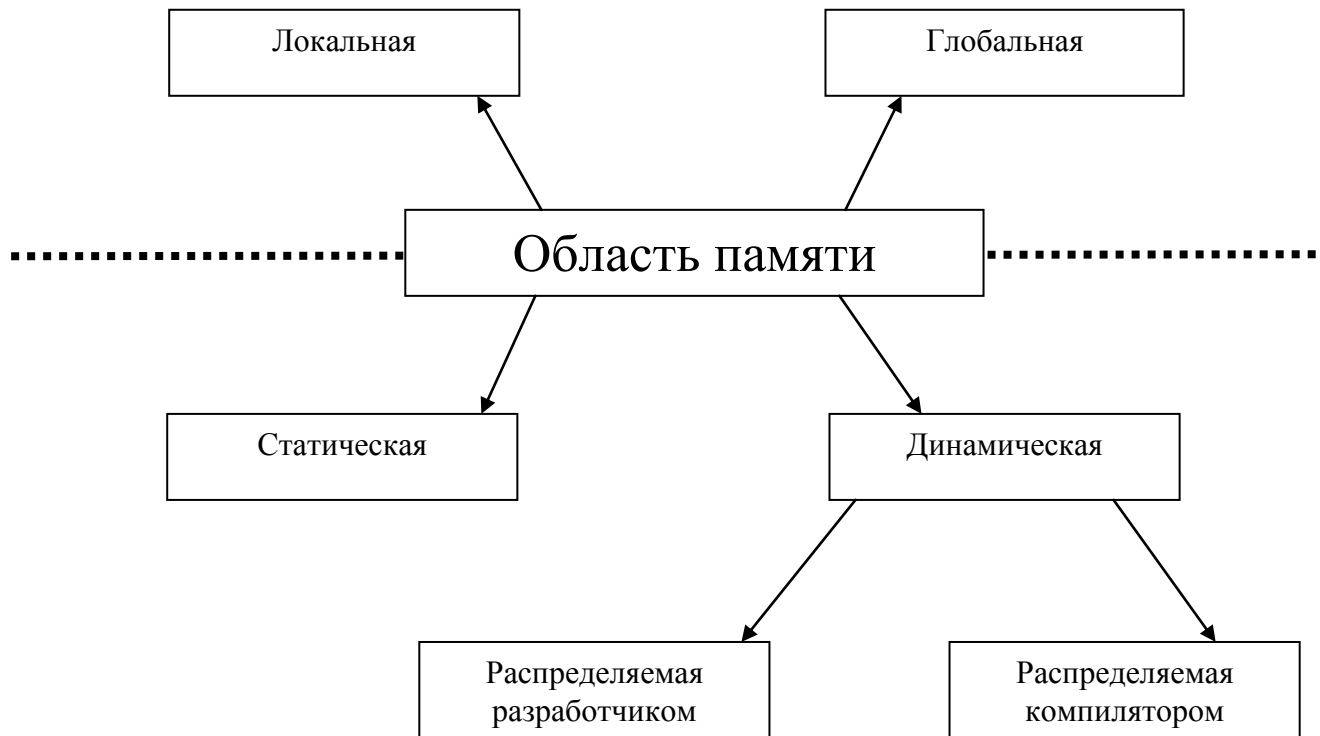 Локальная
Глобальная
Область памяти
Статическая
Динамическая
Распределяемая
разработчиком
Распределяемая
компилятором